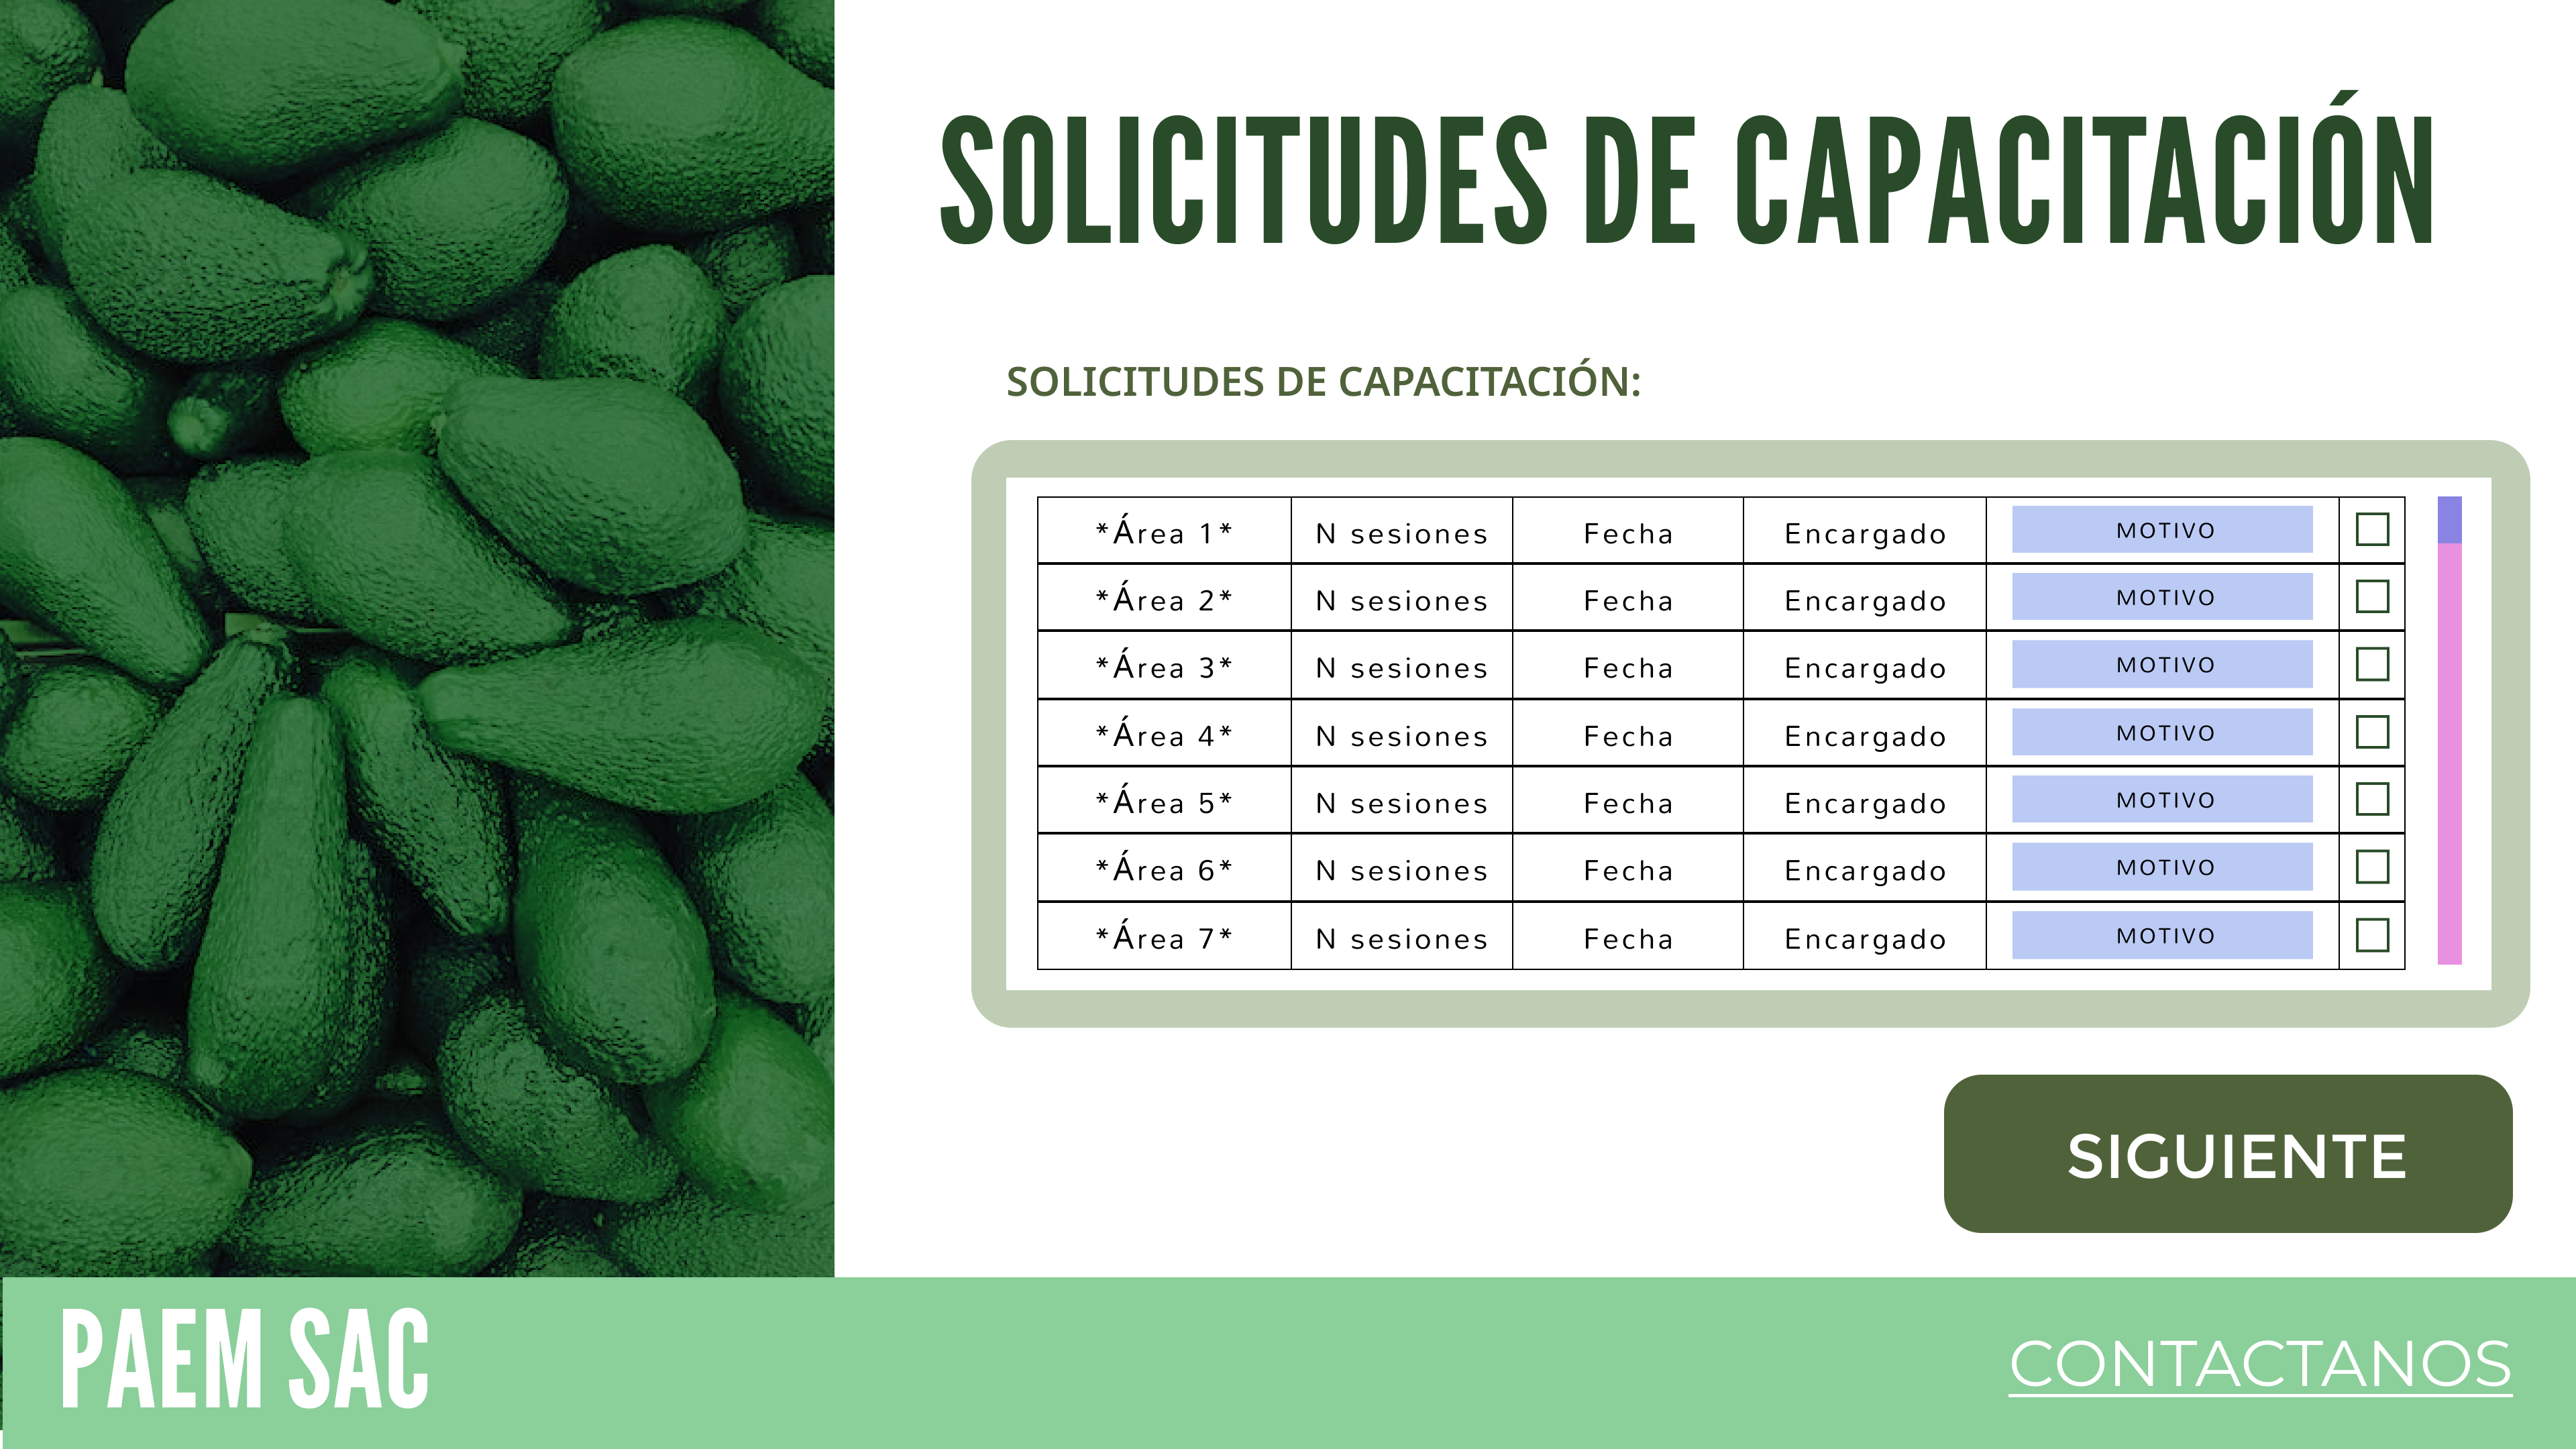 SOLICITUDES DE CAPACITACIÓN
SOLICITUDES DE CAPACITACIÓN:
*Área 1* N sesiones Fecha Encargado MOTIVO
*Área 2* N sesiones Fecha Encargado MOTIVO
*Área 3* N sesiones Fecha Encargado MOTIVO
*Área 4* N sesiones Fecha Encargado MOTIVO
*Área 5* N sesiones Fecha Encargado MOTIVO
*Área 6* N sesiones Fecha Encargado MOTIVO
*Área 7* N sesiones Fecha Encargado MOTIVO
SIGUIENTE
PAEM SAC
CONTACTANOS